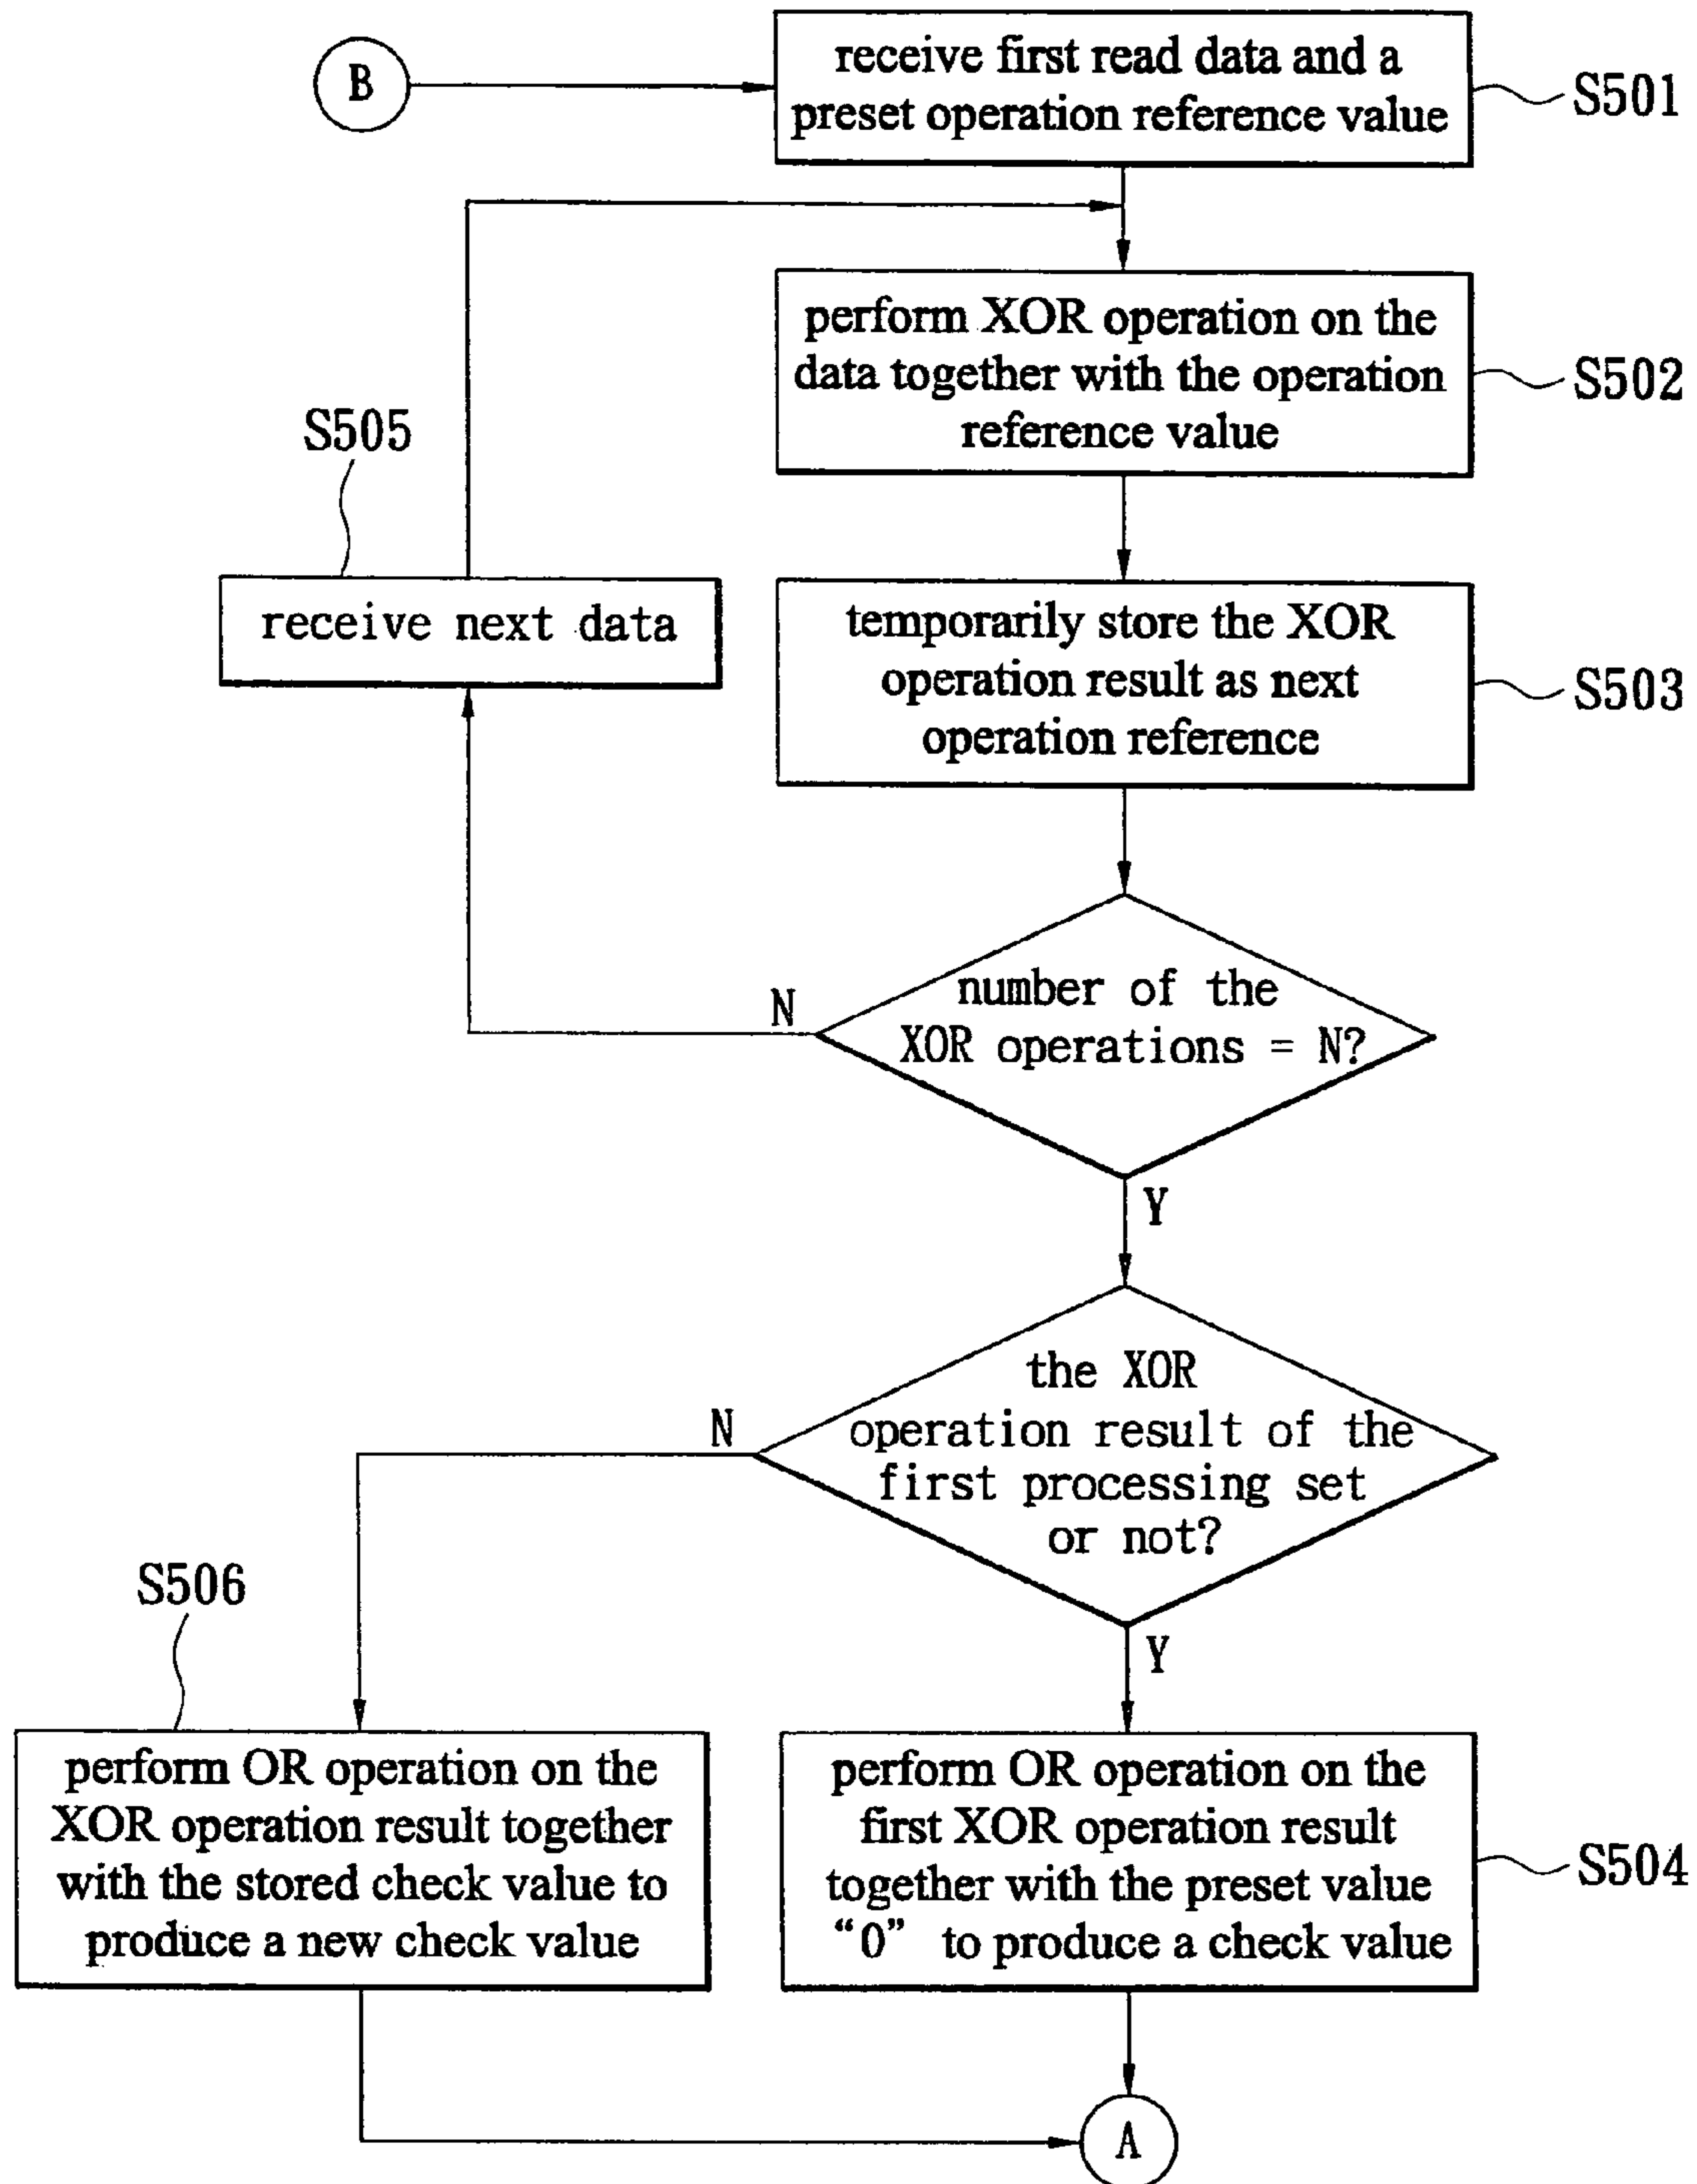 B
receive first read data and a
preset operation reference value
S501
perform XOR operation on the
data together with the operation
reference value
S502
S505
receive next data
temporarily store the XOR
operation result as next
operation reference
S503
number of the
XOR operations = N?
N
Y
the XOR
operation result of the
first processing set
or not?
N
Y
S506
perform OR operation on the
XOR operation result together
with the stored check value to
produce a new check value
perform OR operation on the
first XOR operation result
together with the preset value
“0” to produce a check value
S504
A